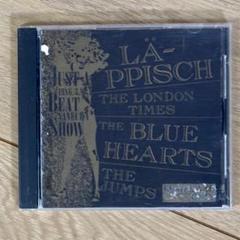 JUST A
BEAT
SHOW
LÄ-
PPISCH
THE LONDON
TIMES
THE BLUE
HEARTS
THE
JUMPS